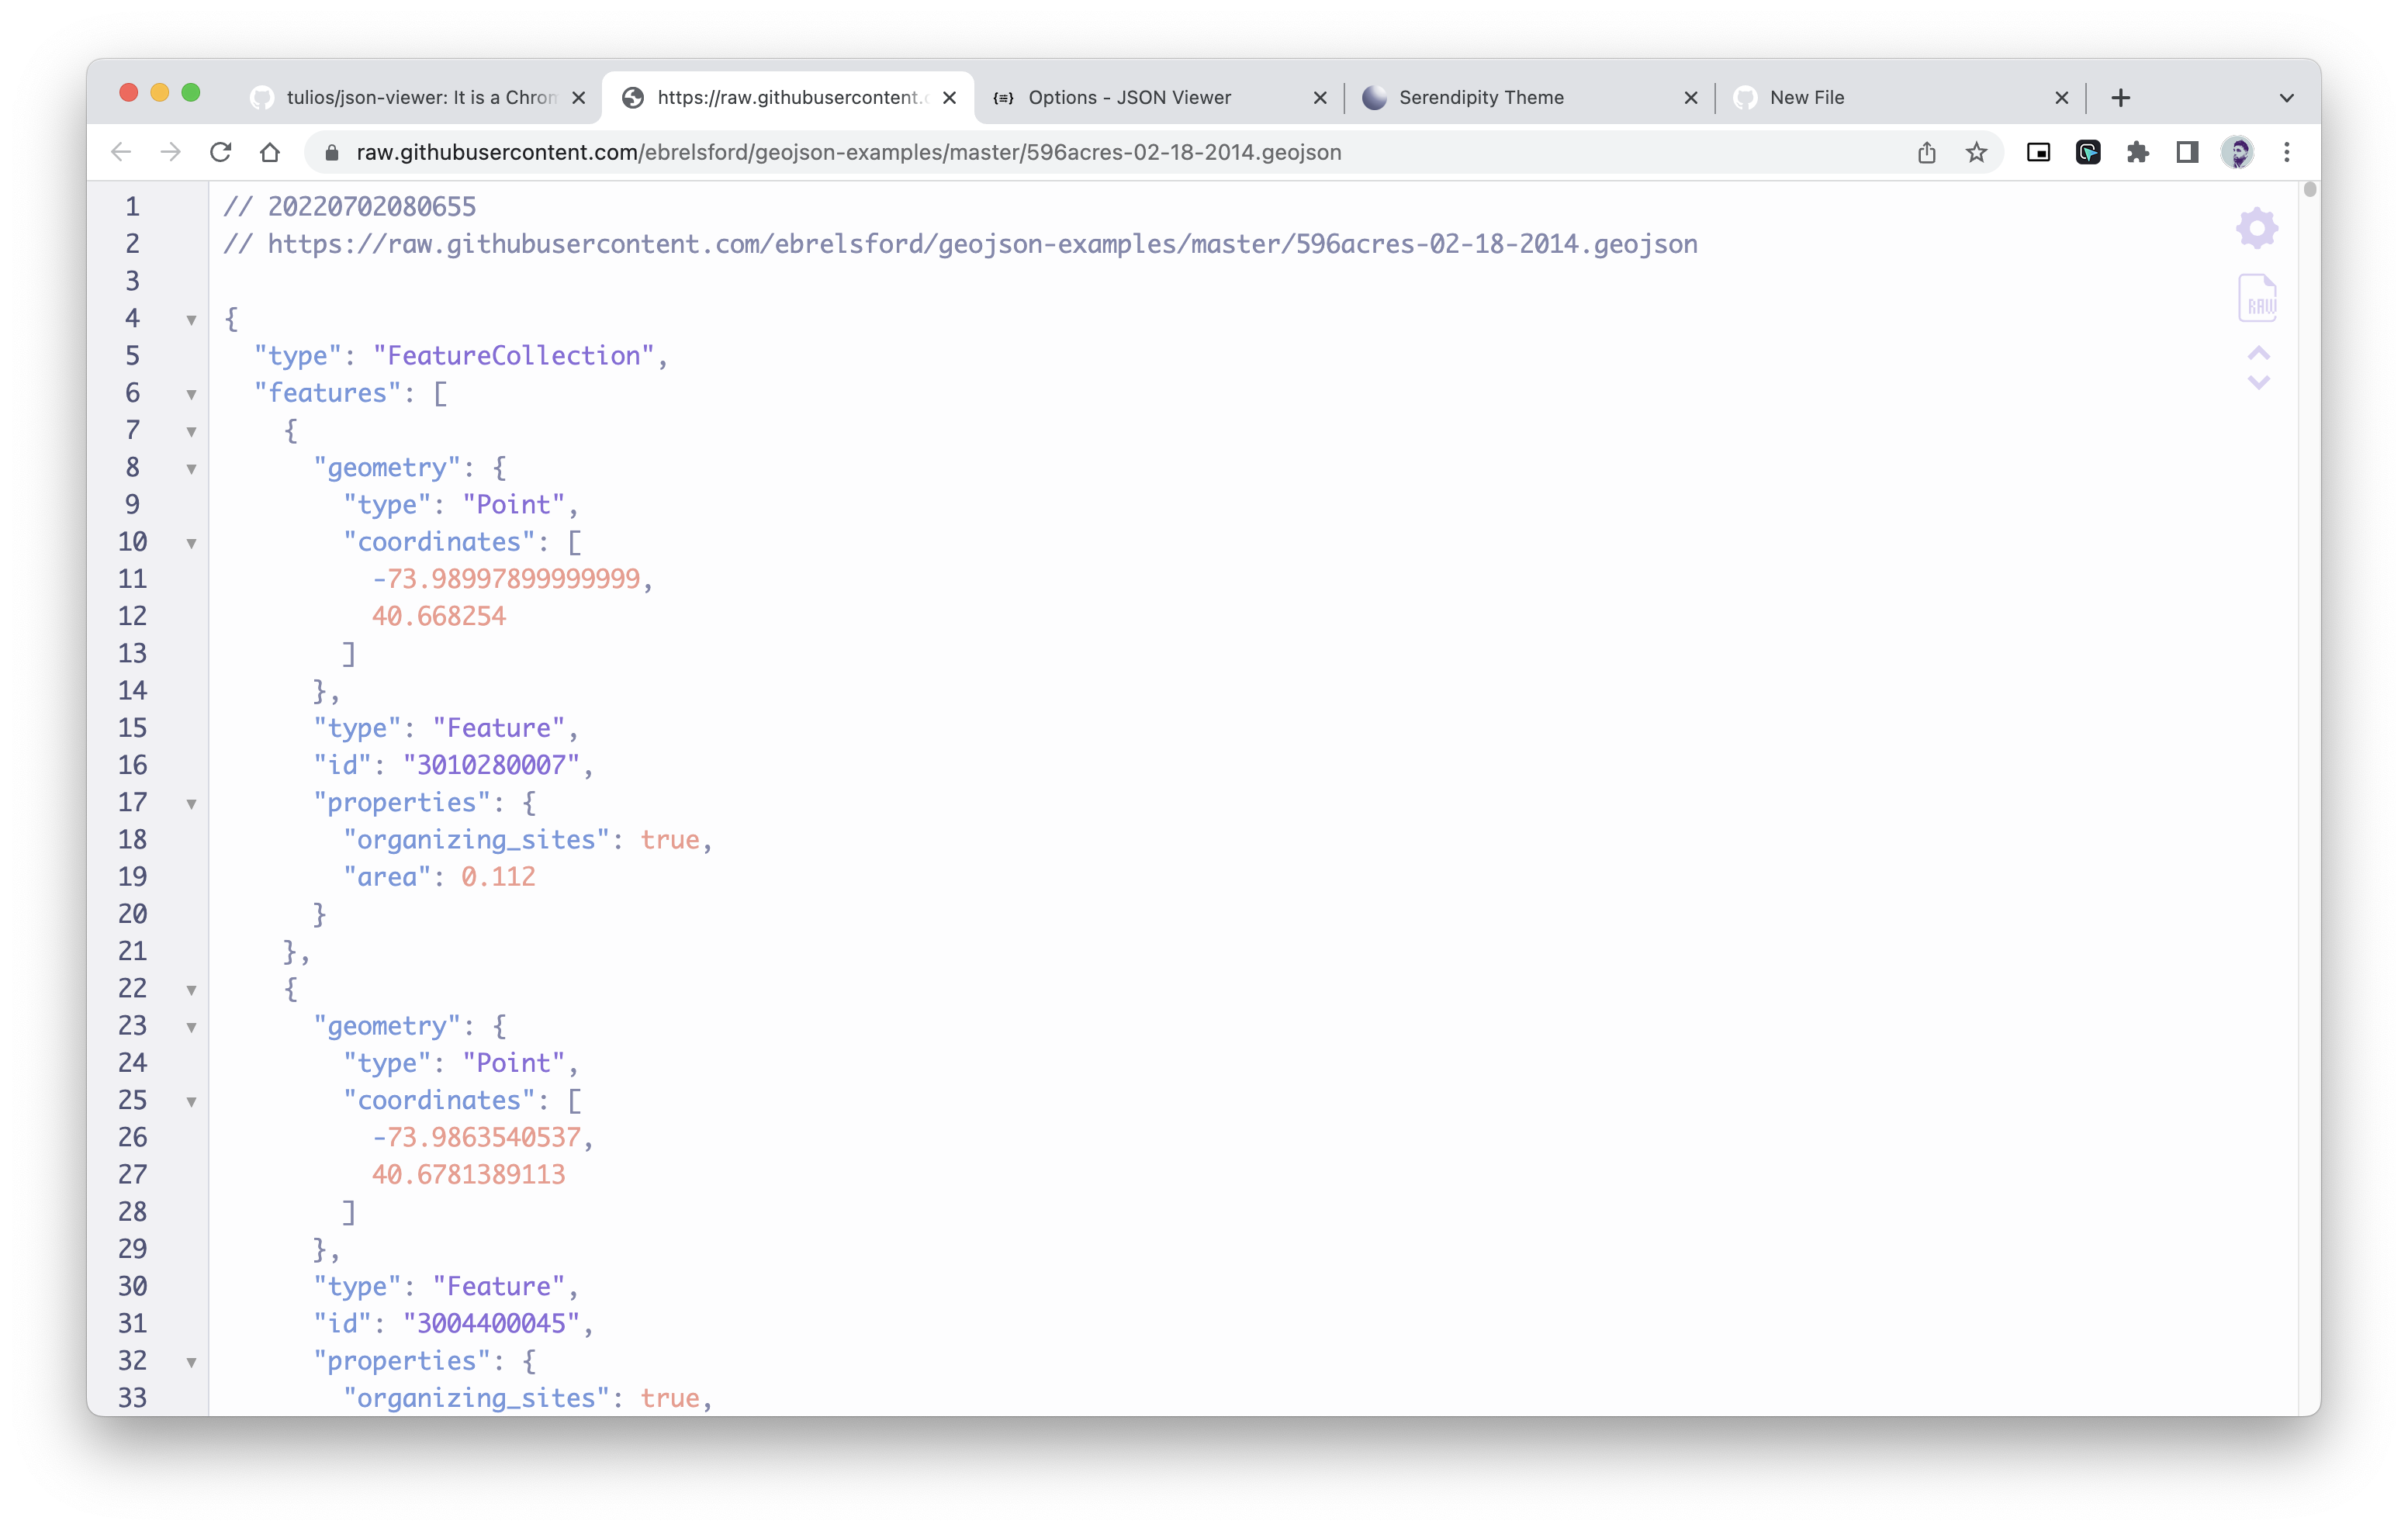 tulios/json-viewer: It is a Chrom
https://raw.githubusercontent.c
Options - JSON Viewer
Serendipity Theme
New File
raw.githubusercontent.com/ebrelsford/geojson-examples/master/596acres-02-18-2014.geojson
1 // 20220702080655
2 // https://raw.githubusercontent.com/ebrelsford/geojson-examples/master/596acres-02-18-2014.geojson
3
4 {
5 "type": "FeatureCollection",
6 "features": [
7 {
8 "geometry": {
9 "type": "Point",
10 "coordinates": [
11 -73.98997899999999,
12 40.668254
13 ]
14 },
15 "type": "Feature",
16 "id": "3010280007",
17 "properties": {
18 "organizing_sites": true,
19 "area": 0.112
20 }
21 },
22 {
23 "geometry": {
24 "type": "Point",
25 "coordinates": [
26 -73.9863540537,
27 40.6781389113
28 ]
29 },
30 "type": "Feature",
31 "id": "3004400045",
32 "properties": {
33 "organizing_sites": true,
RAW